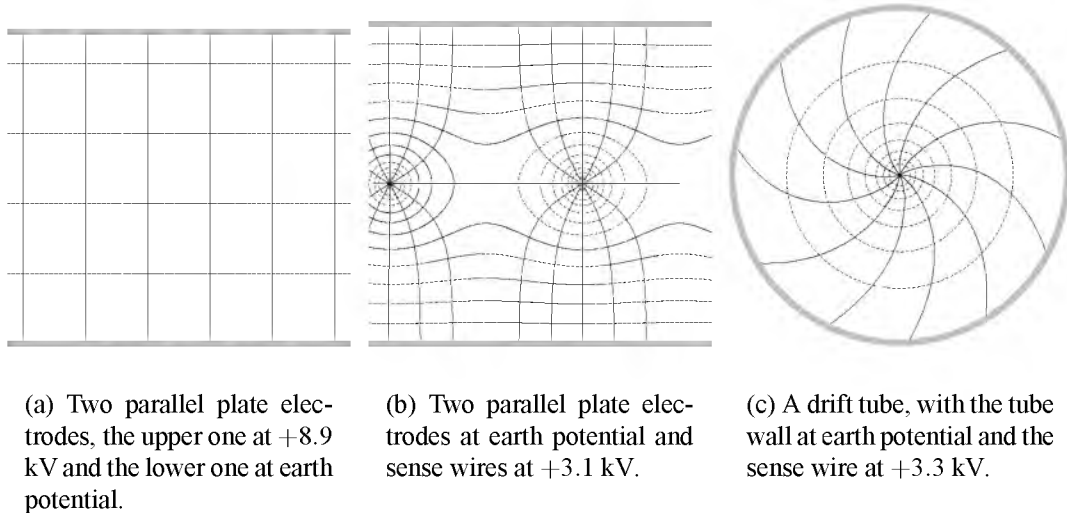 (a) Two parallel plate elec-
trodes, the upper one at +8.9
kV and the lower one at earth
potential.
(b) Two parallel plate elec-
trodes at earth potential and
sense wires at +3.1 kV.
(c) A drift tube, with the tube
wall at earth potential and the
sense wire at +3.3 kV.